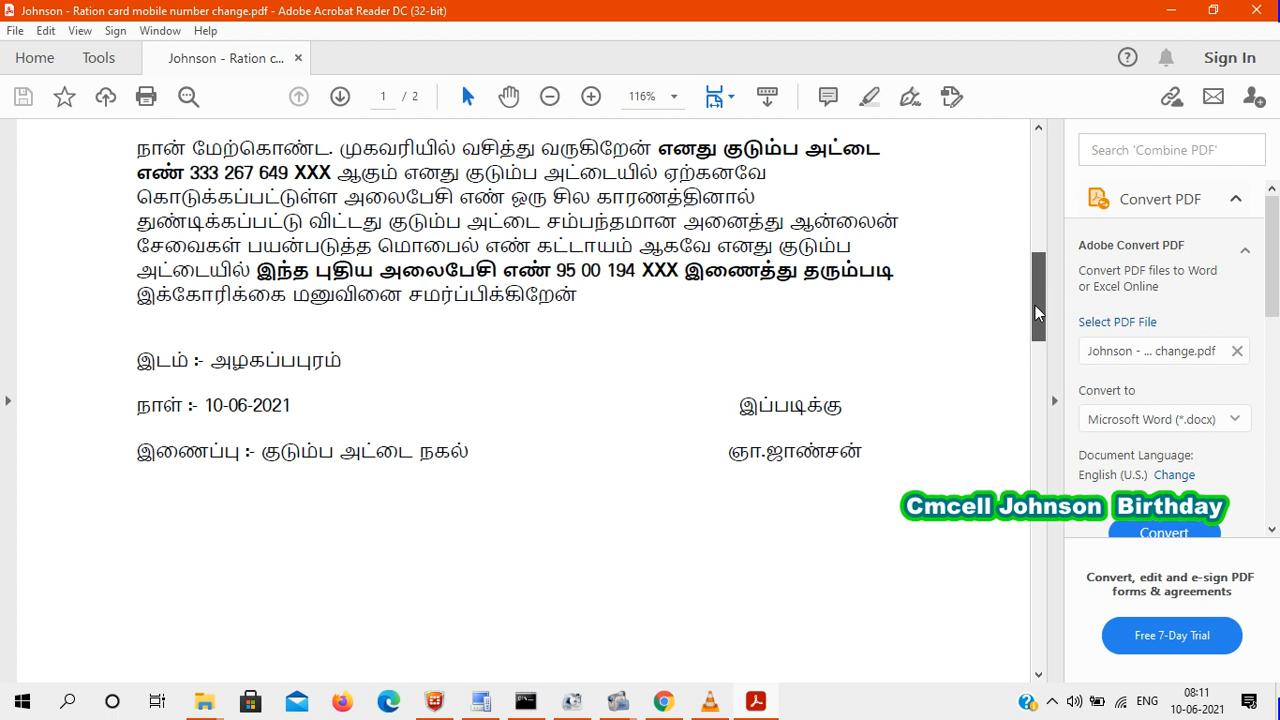 Johnson - Ration card mobile number change.pdf - Adobe Acrobat Reader DC (32-bit)
File Edit View Sign Window Help
Home Tools Johnson - Ration c... × Sign In
1 / 2 116%
நான் மேற்கொண்ட. முகவரியில் வசித்து வருகிறேன் எனது குடும்ப அட்டை
எண் 333 267 649 XXX ஆகும் எனது குடும்ப அட்டையில் ஏற்கனவே
கொடுக்கப்பட்டுள்ள அலைபேசி எண் ஒரு சில காரணத்தினால்
துண்டிக்கப்பட்டு விட்டது குடும்ப அட்டை சம்பந்தமான அனைத்து ஆன்லைன்
சேவைகள் பயன்படுத்த மொபைல் எண் கட்டாயம் ஆகவே எனது குடும்ப
அட்டையில் இந்த புதிய அலைபேசி எண் 95 00 194 XXX இணைத்து தரும்படி
இக்கோரிக்கை மனுவினை சமர்ப்பிக்கிறேன்
இடம் :- அழகப்பபுரம்
நாள் :- 10-06-2021 இப்படிக்கு
இணைப்பு :- குடும்ப அட்டை நகல் ஞா.ஜாண்சன்
Search 'Combine PDF'
Convert PDF
Adobe Convert PDF
Convert PDF files to Word
or Excel Online
Select PDF File
Johnson - ... change.pdf
Convert to
Microsoft Word (*.docx)
Document Language:
English (U.S.) Change
Cmcell Johnson Birthday
Convert
Convert, edit and e-sign PDF
forms & agreements
Free 7-Day Trial
ENG 08:11
10-06-2021